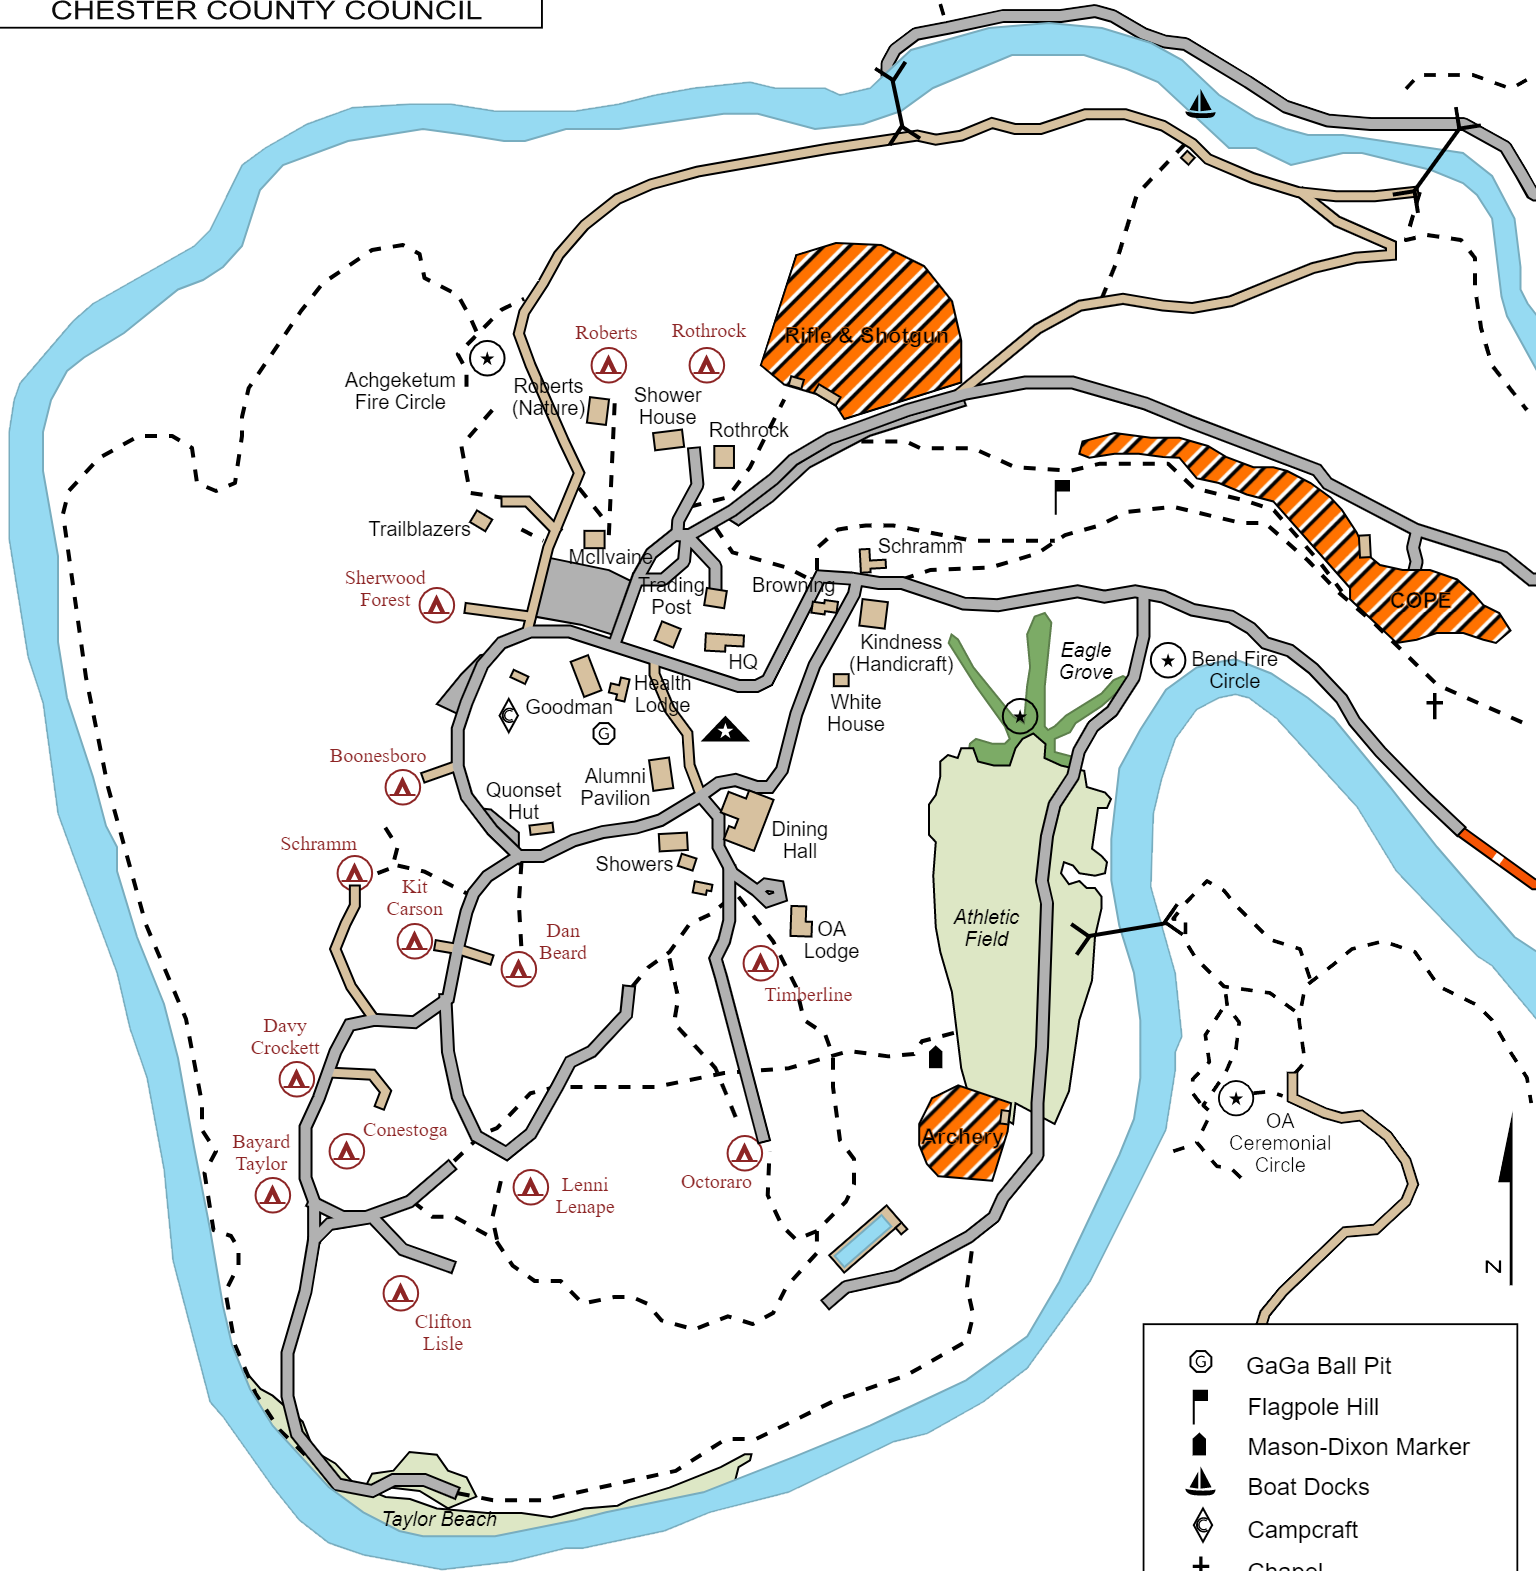 CHESTER COUNTY COUNCIL
Roberts
Rothrock
Rifle & Shotgun
Achgeketum
Fire Circle
Roberts
(Nature)
Shower
House
Rothrock
Trailblazers
McIlvaine
Schramm
Sherwood
Forest
Trading
Post
Browning
COPE
HQ
Kindness
(Handicraft)
Eagle
Grove
Bend Fire
Circle
Goodman
C
G
Health
Lodge
White
House
Boonesboro
Quonset
Hut
Alumni
Pavilion
Dining
Hall
Schramm
Showers
Kit
Carson
Dan
Beard
OA
Lodge
Athletic
Field
Timberline
Davy
Crockett
Conestoga
Bayard
Taylor
Archery
OA
Ceremonial
Circle
Octoraro
Lenni
Lenape
Clifton
Lisle
N
Taylor Beach
G GaGa Ball Pit
Flagpole Hill
Mason-Dixon Marker
Boat Docks
C Campcraft
Chapel